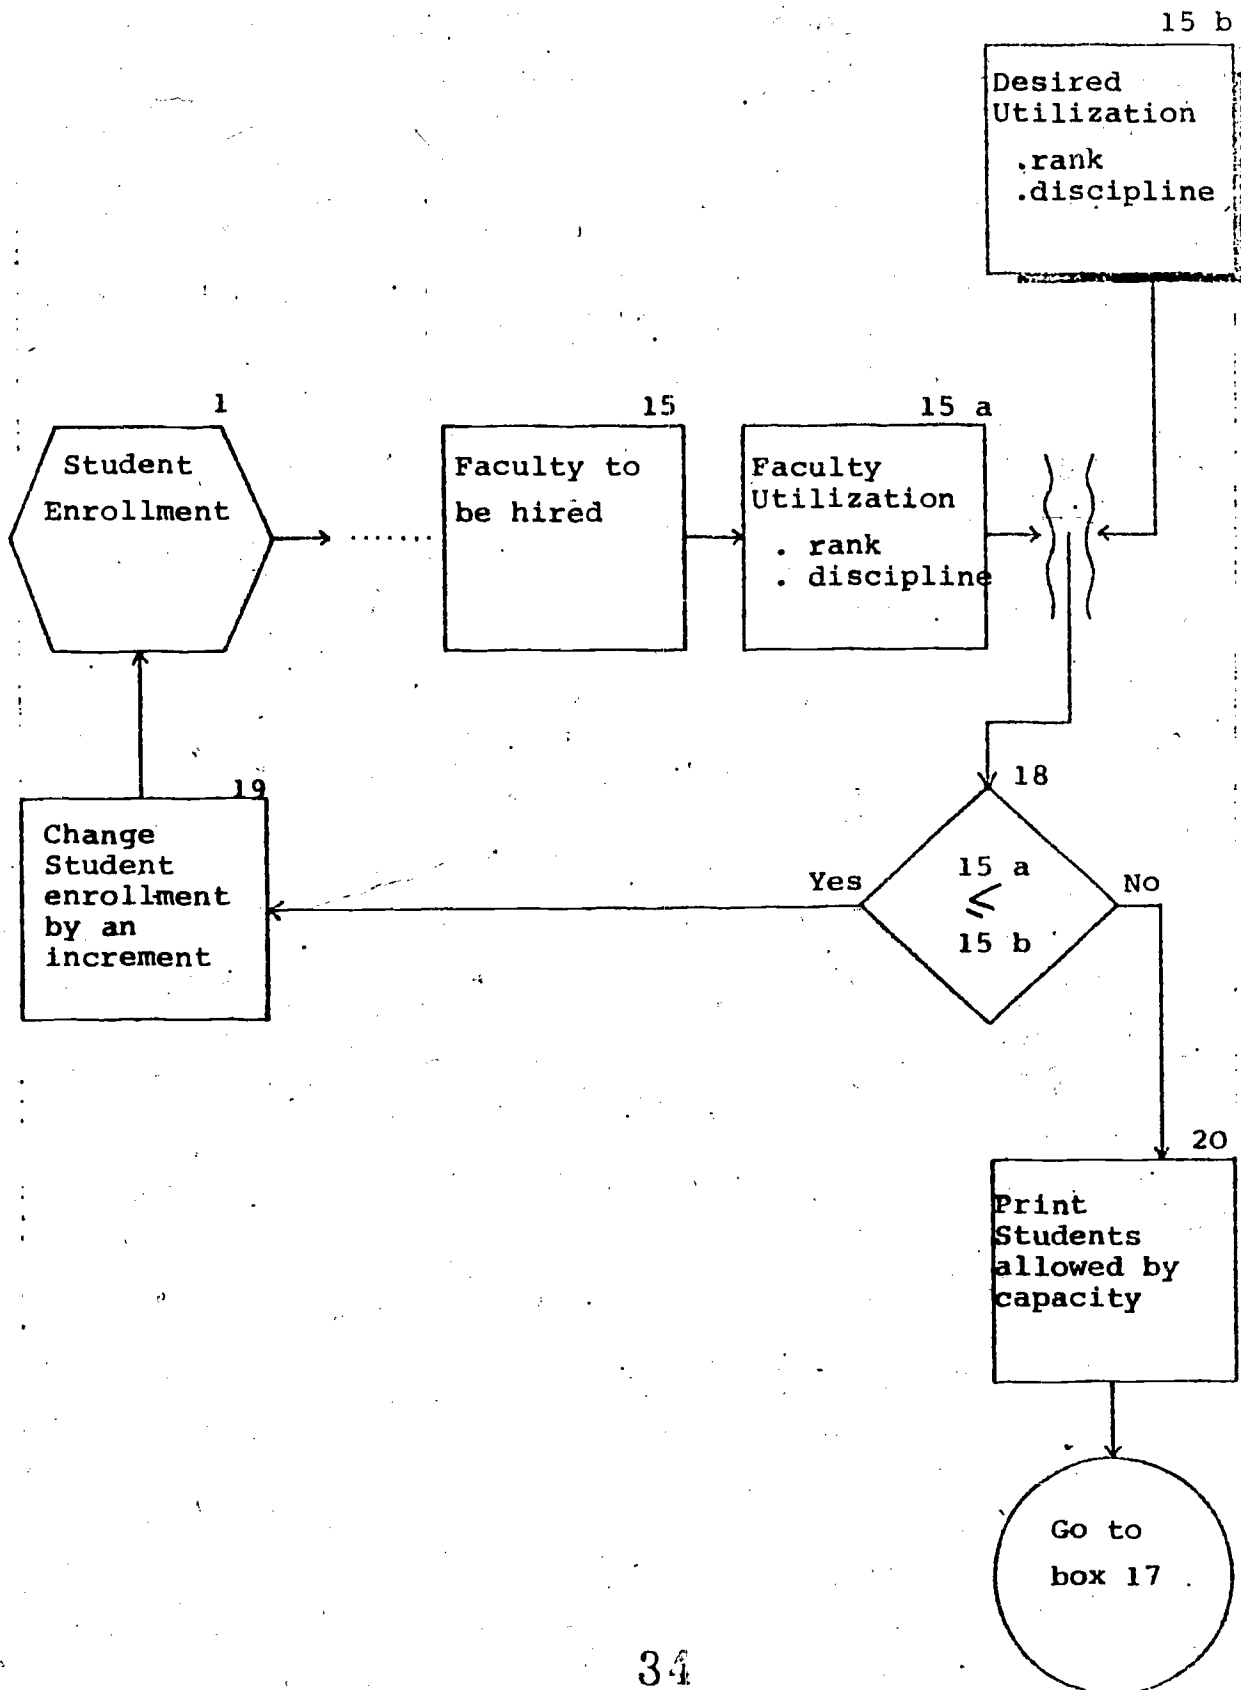 15 b
Desired
Utilization
.rank
.discipline
1
Student
Enrollment
15
Faculty to
be hired
15 a
Faculty
Utilization
. rank
. discipline
19
Change
Student
enrollment
by an
increment
18
15 a
≤
15 b
Yes
No
20
Print
Students
allowed by
capacity
Go to
box 17
34